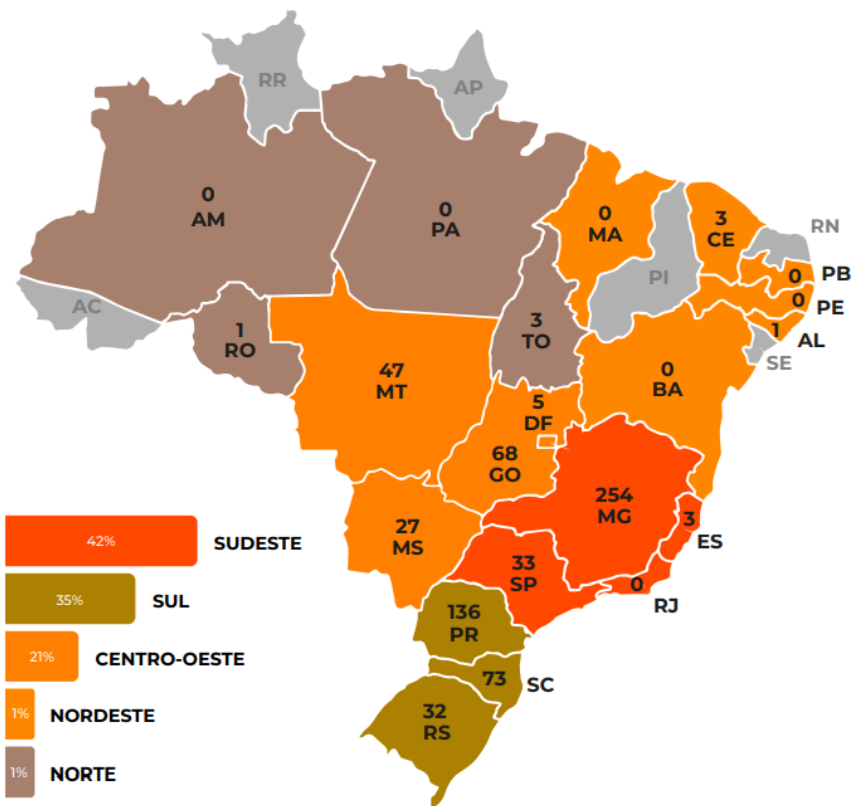 RR
AP
0
AM
0
PA
0
MA
3
CE
RN
PI
0
PB
0
PE
AC
1
RO
3
TO
1
AL
SE
47
MT
0
BA
5
DF
68
GO
254
MG
3
ES
27
MS
33
SP
0
RJ
136
PR
73
SC
32
RS
42%
SUDESTE
35%
SUL
21%
CENTRO-OESTE
1%
NORDESTE
1%
NORTE